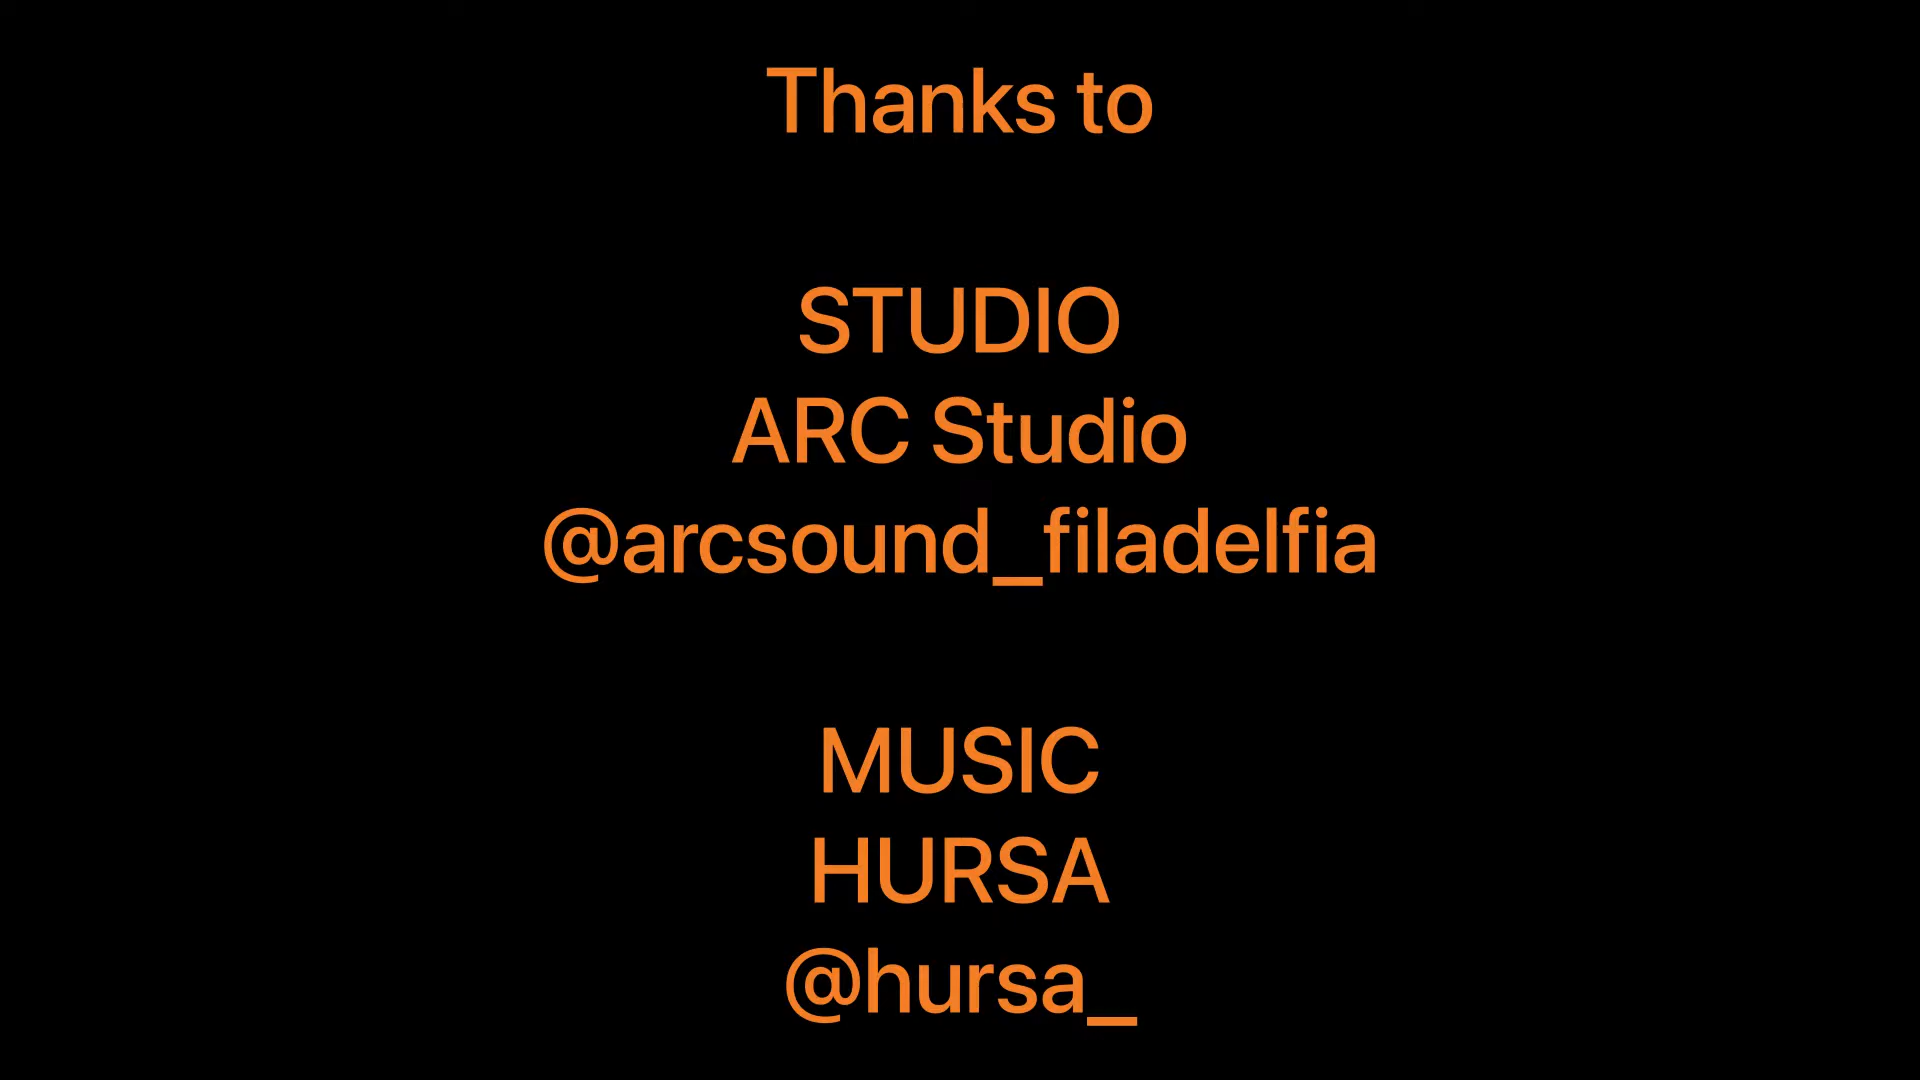 Thanks to
STUDIO
ARC Studio
@arcsound_filadelfia
MUSIC
HURSA
@hursa_